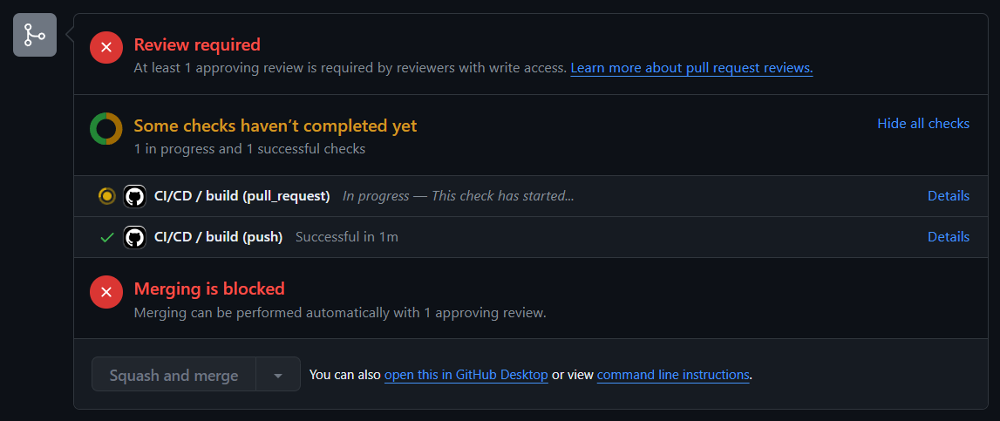 Review required
At least 1 approving review is required by reviewers with write access. Learn more about pull request reviews.
Some checks haven’t completed yet
Hide all checks
1 in progress and 1 successful checks
CI/CD / build (pull_request) In progress — This check has started... Details
CI/CD / build (push) Successful in 1m Details
Merging is blocked
Merging can be performed automatically with 1 approving review.
Squash and merge
You can also open this in GitHub Desktop or view command line instructions.